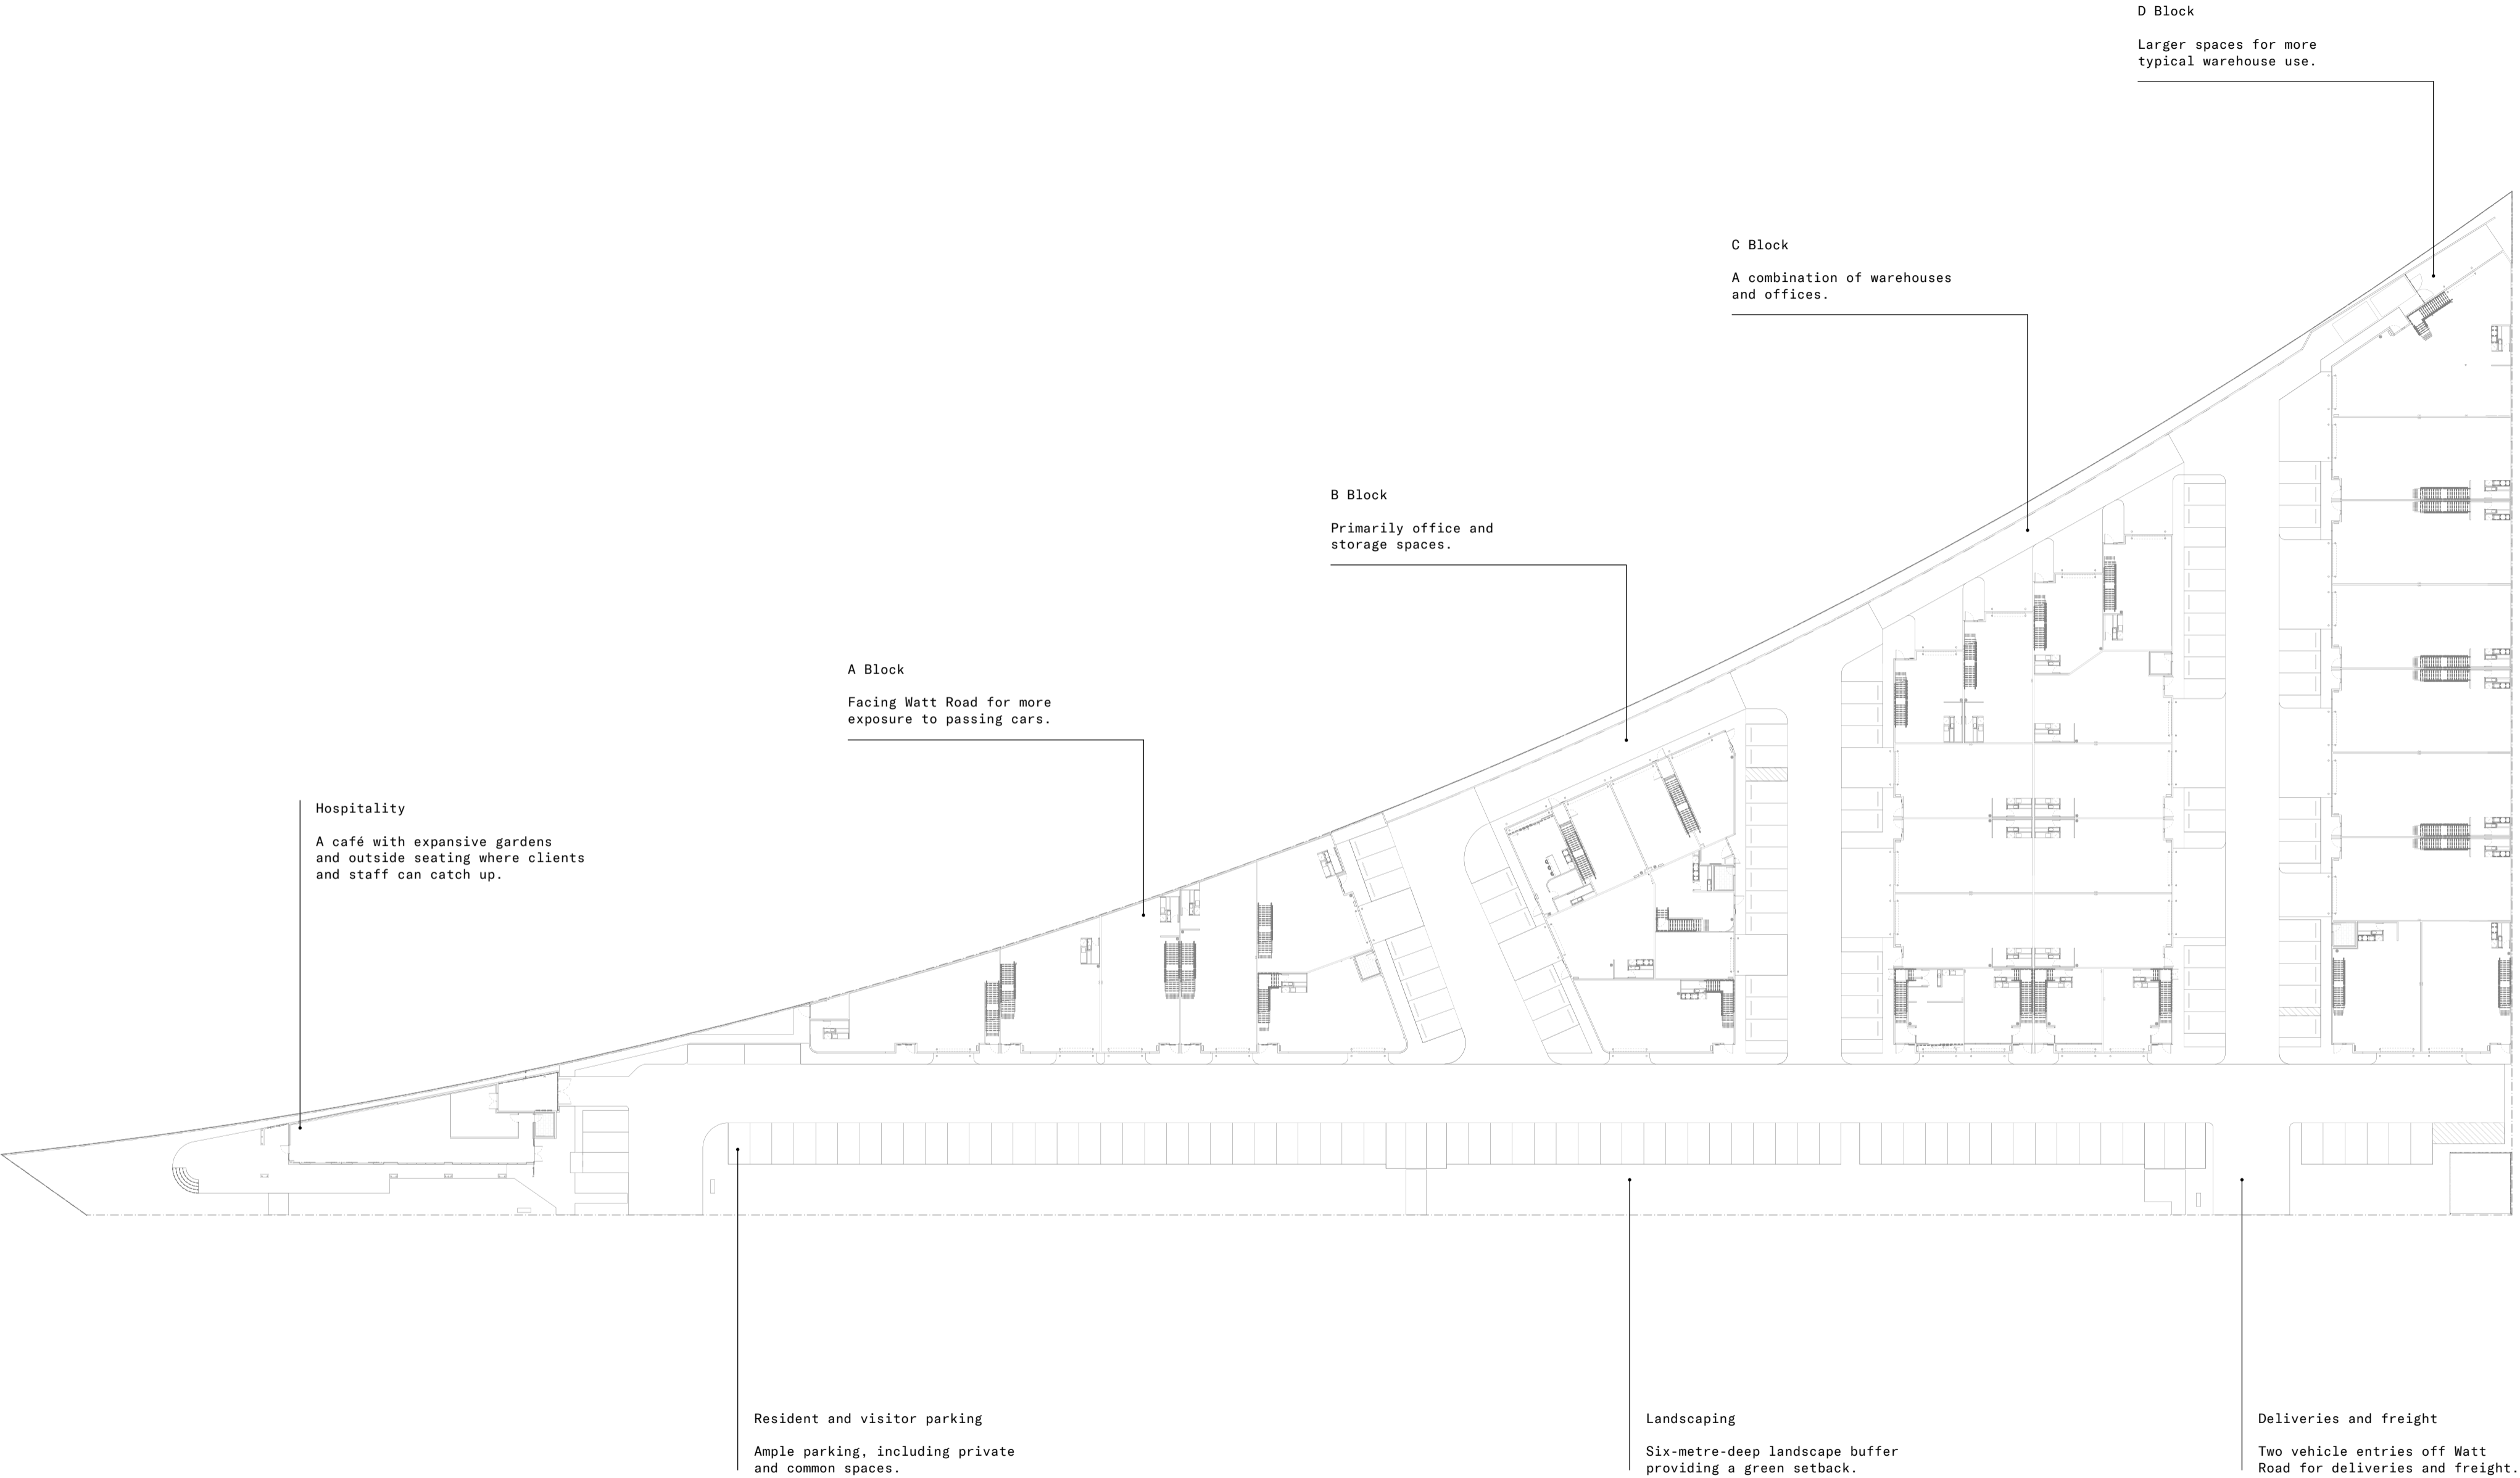 D Block
Larger spaces for more
typical warehouse use.
C Block
A combination of warehouses
and offices.
B Block
Primarily office and
storage spaces.
A Block
Facing Watt Road for more
exposure to passing cars.
Hospitality
A café with expansive gardens
and outside seating where clients
and staff can catch up.
Resident and visitor parking
Ample parking, including private
and common spaces.
Landscaping
Six-metre-deep landscape buffer
providing a green setback.
Deliveries and freight
Two vehicle entries off Watt
Road for deliveries and freight.